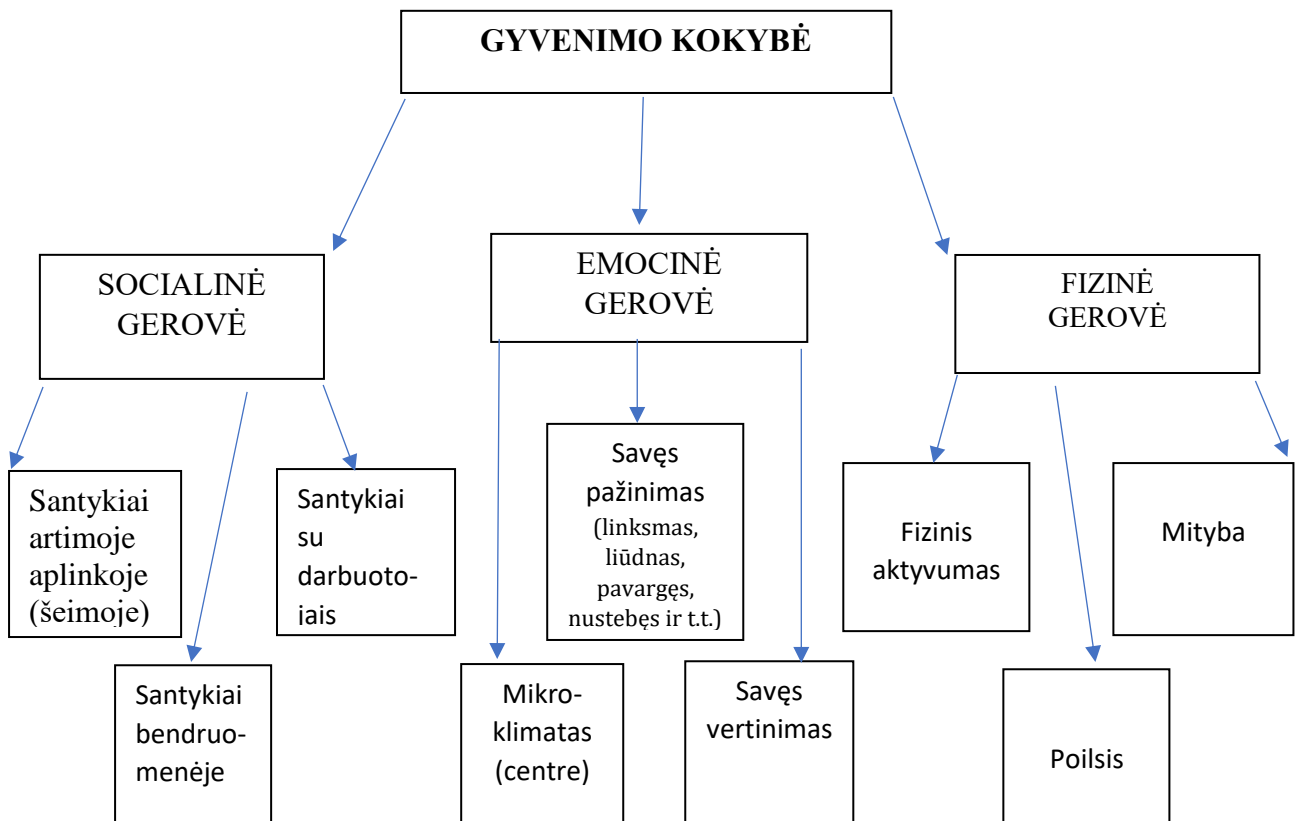 GYVENIMO KOKYBĖ
SOCIALINĖ
GEROVĖ
EMOCINĖ
GEROVĖ
FIZINĖ
GEROVĖ
Santykiai
artimoje
aplinkoje
(šeimoje)
Santykiai
su
darbuoto-
jais
Savęs
pažinimas
(linksmas,
liūdnas,
pavargęs,
nustebęs ir t.t.)
Fizinis
aktyvumas
Mityba
Santykiai
bendruo-
menėje
Mikro-
klimatas
(centre)
Savęs
vertinimas
Poilsis